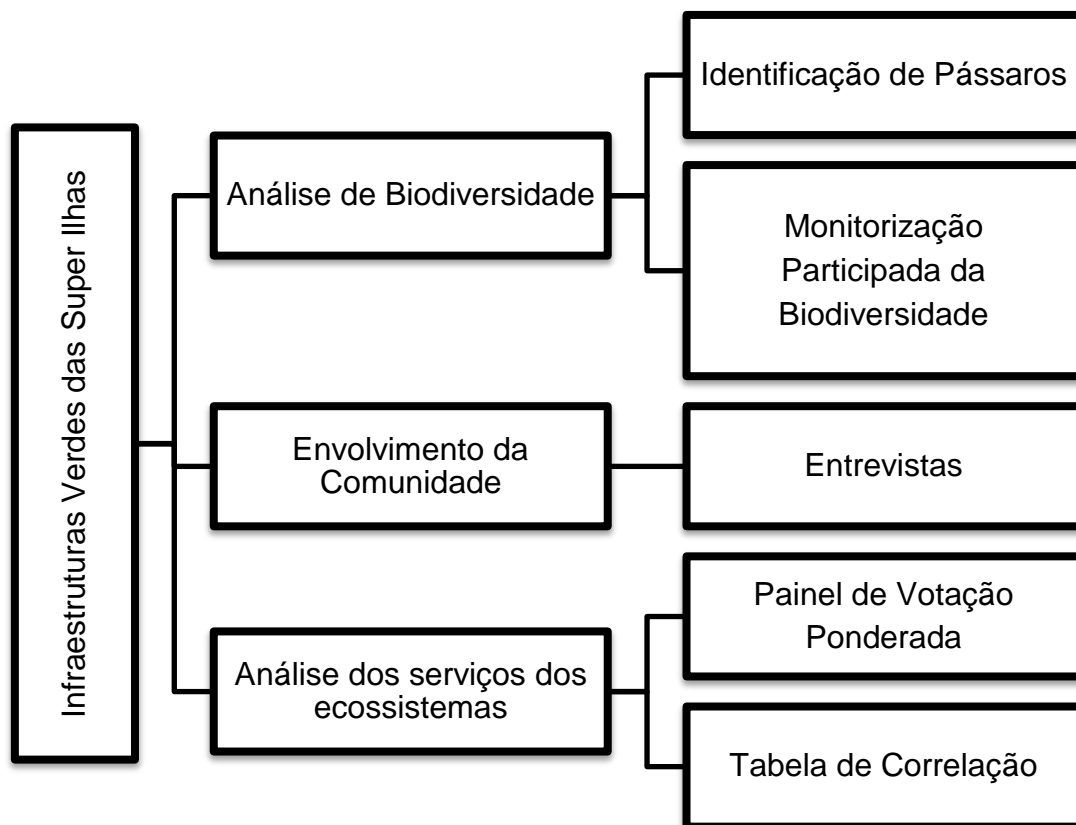 Infraestruturas Verdes das Super Ilhas
Análise de Biodiversidade
Identificação de Pássaros
Monitorização
Participada da
Biodiversidade
Envolvimento da
Comunidade
Entrevistas
Análise dos serviços dos
ecossistemas
Painel de Votação
Ponderada
Tabela de Correlação